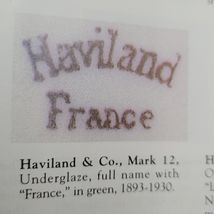 Haviland
France
Haviland & Co., Mark 12,
Underglaze, full name with
“France,” in green, 1893-1930.
H
O
“L
N
S